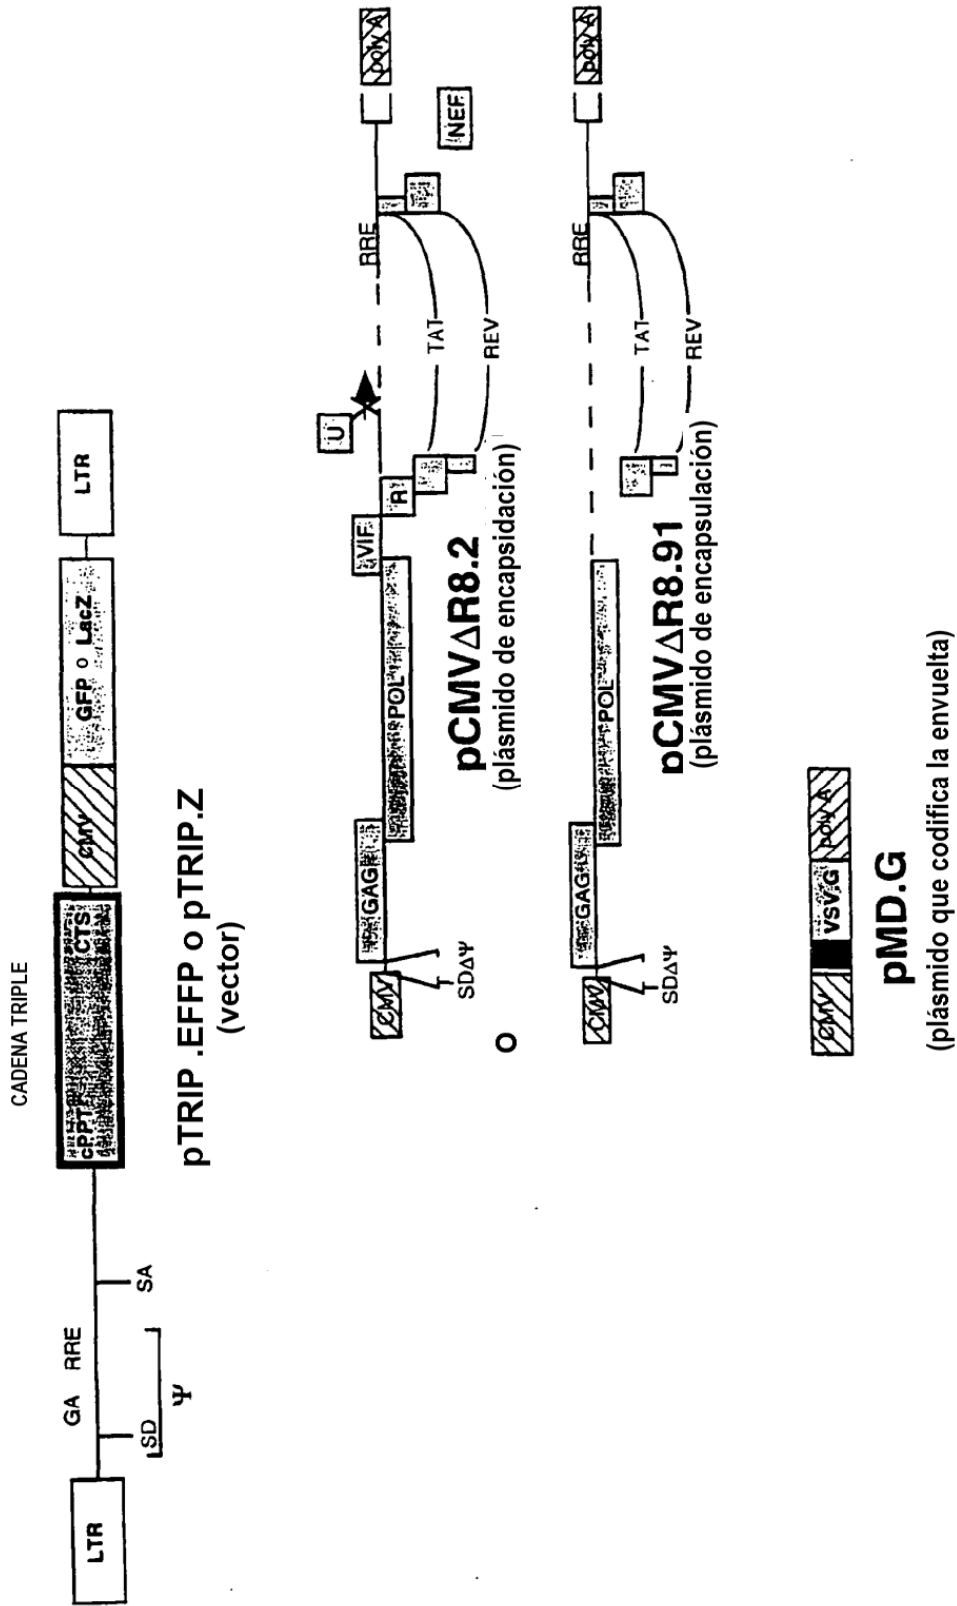 CADENA TRIPLE
LTR
GA RRE
SD
Ψ
SA
cPPT CTS
CMV
GFP o LacZ
LTR
pTRIP .EFFP o pTRIP.Z
(vector)
CMV
SDΔΨ
GAG
POL
VIF
R
U
TAT
REV
RRE
NEF
poly A
pCMVΔR8.2
(plásmido de encapsidación)
o
CMV
SDΔΨ
GAG
POL
TAT
REV
RRE
poly A
pCMVΔR8.91
(plásmido de encapsulación)
CMV
VSV.G
poly A
pMD.G
(plásmido que codifica la envuelta)